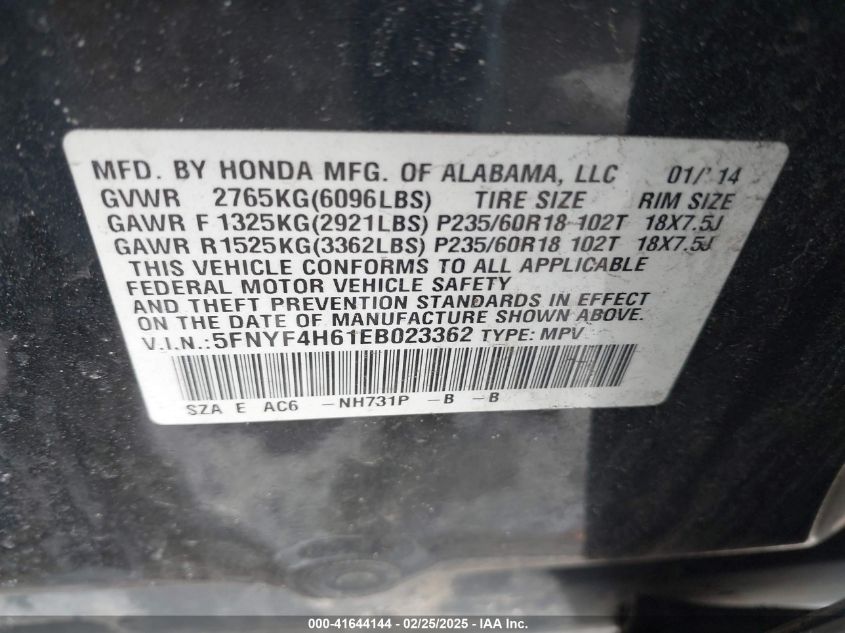 MFD. BY HONDA MFG. OF ALABAMA, LLC 01/'14
GVWR 2765KG(6096LBS) TIRE SIZE RIM SIZE
GAWR F 1325KG(2921LBS) P235/60R18 102T 18X7.5J
GAWR R1525KG(3362LBS) P235/60R18 102T 18X7.5J
THIS VEHICLE CONFORMS TO ALL APPLICABLE
FEDERAL MOTOR VEHICLE SAFETY
AND THEFT PREVENTION STANDARDS IN EFFECT
ON THE DATE OF MANUFACTURE SHOWN ABOVE.
V.I.N.:5FNYF4H61EB023362 TYPE: MPV
SZA E AC6 -NH731P -B -B
000-41644144 - 02/25/2025 - IAA Inc.